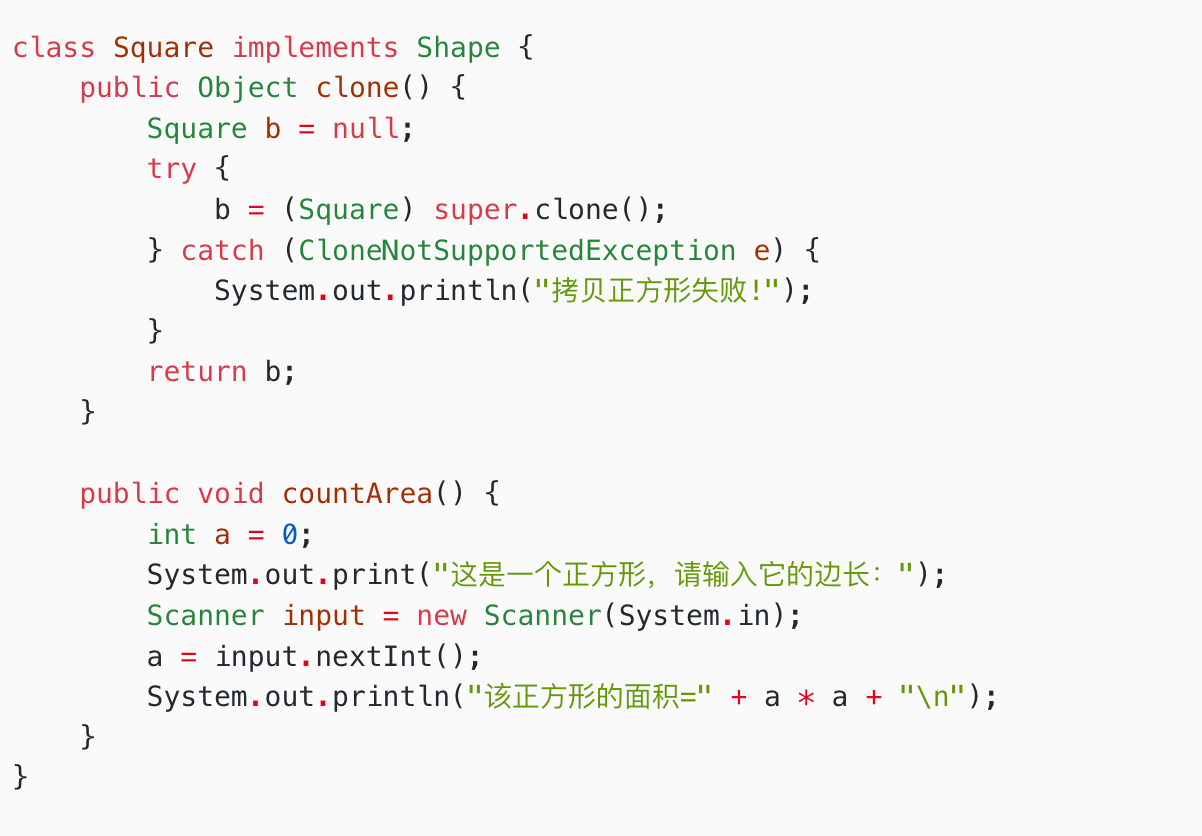 class Square implements Shape {
    public Object clone() {
        Square b = null;
        try {
            b = (Square) super.clone();
        } catch (CloneNotSupportedException e) {
            System.out.println("拷贝正方形失败!");
        }
        return b;
    }

    public void countArea() {
        int a = 0;
        System.out.print("这是一个正方形，请输入它的边长：");
        Scanner input = new Scanner(System.in);
        a = input.nextInt();
        System.out.println("该正方形的面积=" + a * a + "\n");
    }
}